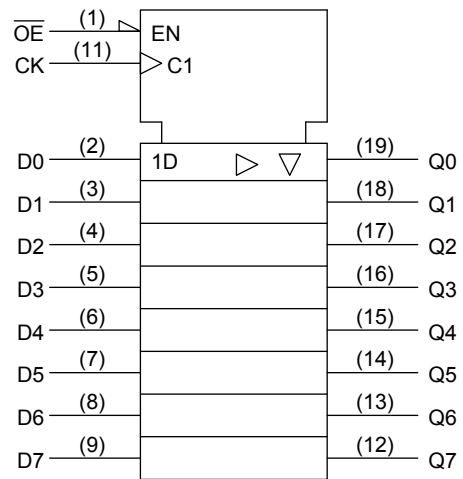 O̅E̅ (1) EN
CK (11) C1
D0 (2) 1D (19) Q0
D1 (3) (18) Q1
D2 (4) (17) Q2
D3 (5) (16) Q3
D4 (6) (15) Q4
D5 (7) (14) Q5
D6 (8) (13) Q6
D7 (9) (12) Q7